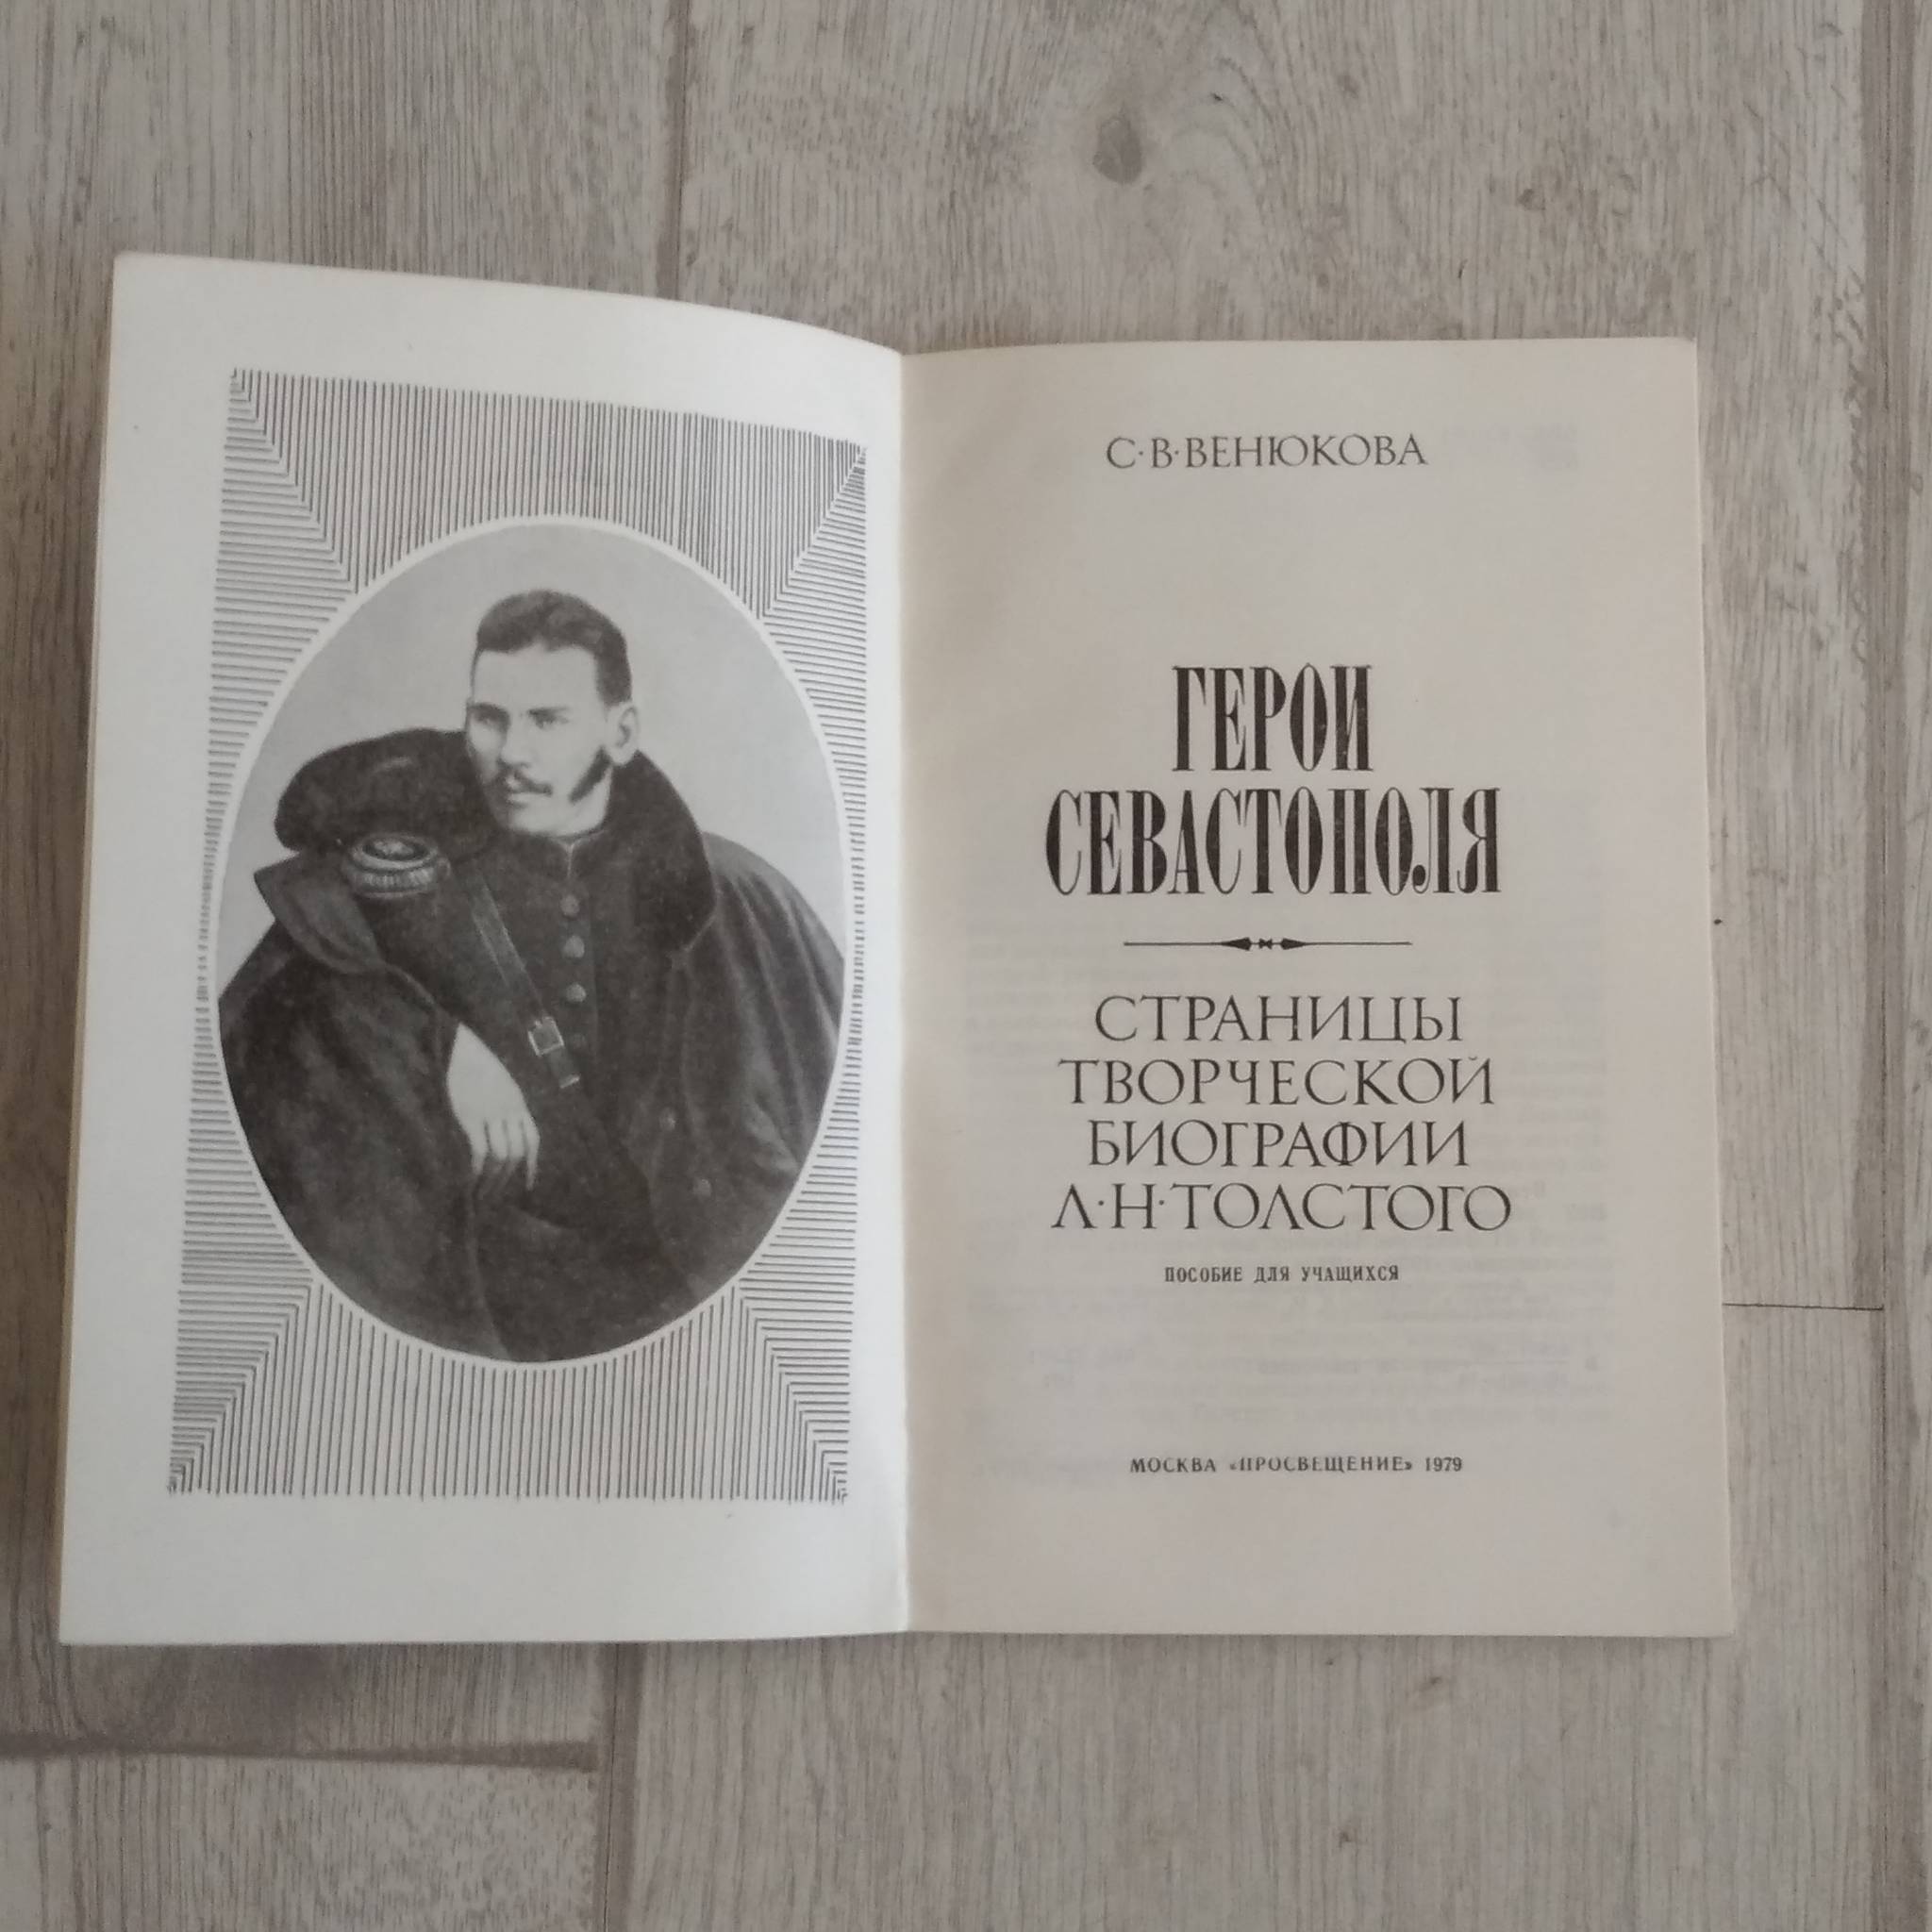 С·В·ВЕНЮКОВА
ГЕРОИ
СЕВАСТОПОЛЯ
СТРАНИЦЫ
ТВОРЧЕСКОЙ
БИОГРАФИИ
Л·Н·ТОЛСТОГО
ПОСОБИЕ ДЛЯ УЧАЩИХСЯ
МОСКВА «ПРОСВЕЩЕНИЕ» 1979